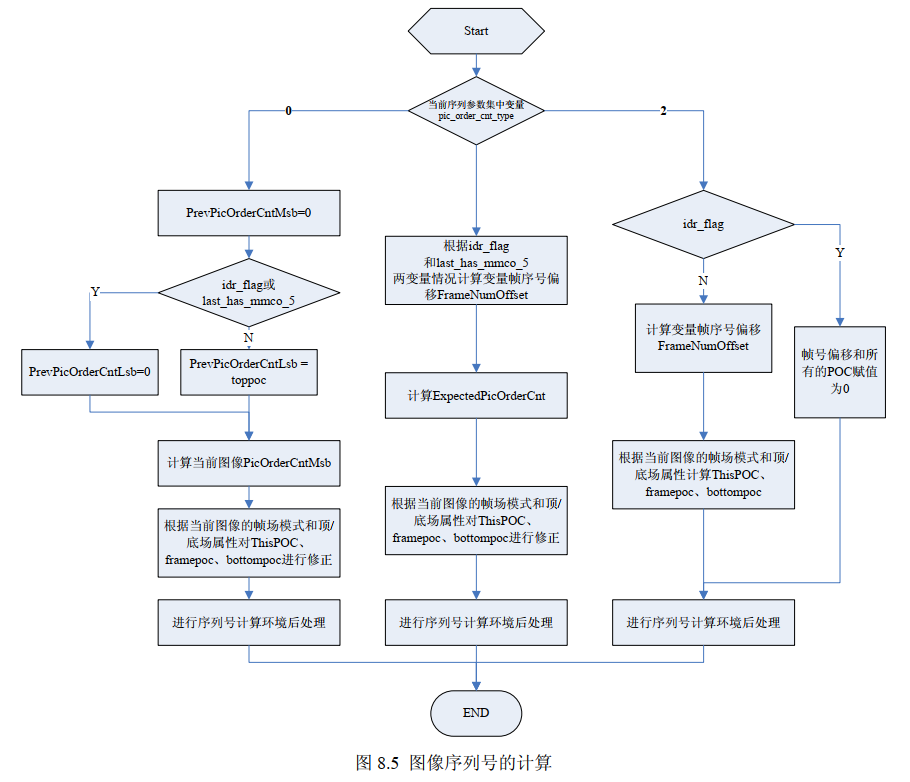 Start
当前序列参数集中变量
pic_order_cnt_type
0
2
PrevPicOrderCntMsb=0
idr_flag或
last_has_mmco_5
Y
N
PrevPicOrderCntLsb=0
PrevPicOrderCntLsb =
toppoc
计算当前图像PicOrderCntMsb
根据当前图像的帧场模式和顶/
底场属性对ThisPOC、
framepoc、bottompoc进行修正
进行序列号计算环境后处理
根据idr_flag
和last_has_mmco_5
两变量情况计算变量帧序号偏
移FrameNumOffset
计算ExpectedPicOrderCnt
根据当前图像的帧场模式和顶/
底场属性对ThisPOC、
framepoc、bottompoc进行修正
进行序列号计算环境后处理
idr_flag
Y
N
计算变量帧序号偏移
FrameNumOffset
帧号偏移和所
有的POC赋值
为0
根据当前图像的帧场模式和顶/
底场属性计算ThisPOC、
framepoc、bottompoc
进行序列号计算环境后处理
END
图 8.5 图像序列号的计算